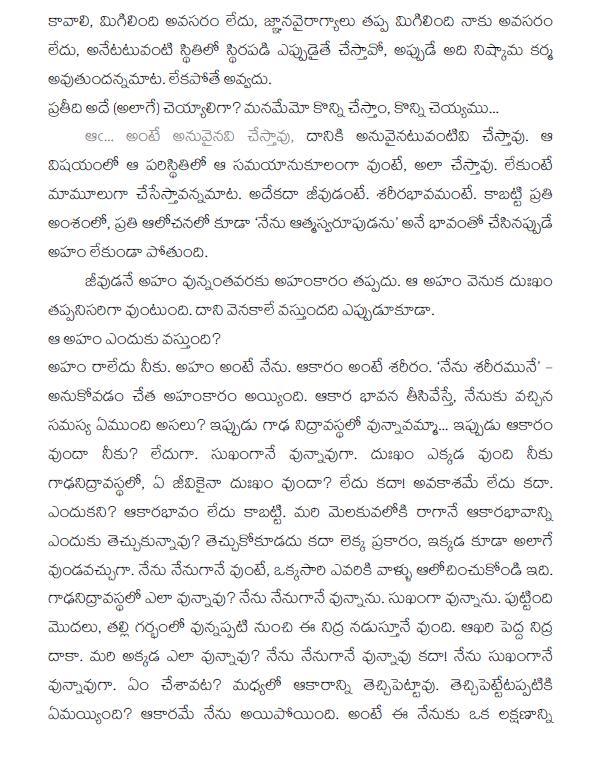 కావాలి, మిగిలింది అవసరం లేదు, జ్ఞానవైరాగ్యాలు తప్ప మిగిలింది నాకు అవసరం
లేదు, అనేటటువంటి స్థితిలో స్థిరపడి ఎప్పుడైతే చేస్తావో, అప్పుడే అది నిష్కామ కర్మ
అవుతుందన్నమాట. లేకపోతే అవ్వదు.
ప్రతీది అదే (అలాగే) చెయ్యాలిగా? మనమేమో కొన్ని చేస్తాం, కొన్ని చెయ్యము...
ఆఁ... అంటే అనువైనవి చేస్తావు, దానికి అనువైనటువంటివి చేస్తావు. ఆ
విషయంలో ఆ పరిస్థితిలో ఆ సమయానుకూలంగా వుంటే, అలా చేస్తావు. లేకుంటే
మామూలుగా చేసేస్తావన్నమాట. అదేకదా జీవుడంటే. శరీరభావమంటే. కాబట్టి ప్రతి
అంశంలో, ప్రతి ఆలోచనలో కూడా ‘నేను ఆత్మస్వరూపుడను’ అనే భావంతో చేసినప్పుడే
అహం లేకుండా పోతుంది.
జీవుడనే అహం వున్నంతవరకు అహంకారం తప్పదు. ఆ అహం వెనుక దుఃఖం
తప్పనిసరిగా వుంటుంది. దాని వెనకాలే వస్తుందది ఎప్పుడూకూడా.
ఆ అహం ఎందుకు వస్తుంది?
అహం రాలేదు నీకు. అహం అంటే నేను. ఆకారం అంటే శరీరం. ‘నేను శరీరమునే’ –
అనుకోవడం చేత అహంకారం అయ్యింది. ఆకార భావన తీసివేస్తే, నేనుకు వచ్చిన
సమస్య ఏముంది అసలు? ఇప్పుడు గాఢ నిద్రావస్థలో వున్నావమ్మా... ఇప్పుడు ఆకారం
వుందా నీకు? లేదుగా. సుఖంగానే వున్నావుగా. దుఃఖం ఎక్కడ వుంది నీకు
గాఢనిద్రావస్థలో, ఏ జీవికైనా దుఃఖం వుందా? లేదు కదా! అవకాశమే లేదు కదా.
ఎందుకని? ఆకారభావం లేదు కాబట్టి. మరి మెలకువలోకి రాగానే ఆకారభావాన్ని
ఎందుకు తెచ్చుకున్నావు? తెచ్చుకోకూడదు కదా లెక్క ప్రకారం, ఇక్కడ కూడా అలాగే
వుండవచ్చుగా. నేను నేనుగానే వుంటే, ఒక్కసారి ఎవరికి వాళ్ళు ఆలోచించుకోండి ఇది.
గాఢనిద్రావస్థలో ఎలా వున్నావు? నేను నేనుగానే వున్నాను. సుఖంగా వున్నాను. పుట్టింది
మొదలు, తల్లి గర్భంలో వున్నప్పటి నుంచి ఈ నిద్ర నడుస్తూనే వుంది. ఆఖరి పెద్ద నిద్ర
దాకా. మరి అక్కడ ఎలా వున్నావు? నేను నేనుగానే వున్నావు కదా! నేను సుఖంగానే
వున్నావుగా. ఏం చేశావట? మధ్యలో ఆకారాన్ని తెచ్చిపెట్టావు. తెచ్చిపెట్టేటప్పటికి
ఏమయ్యింది? ఆకారమే నేను అయిపోయింది. అంటే ఈ నేనుకు ఒక లక్షణాన్ని